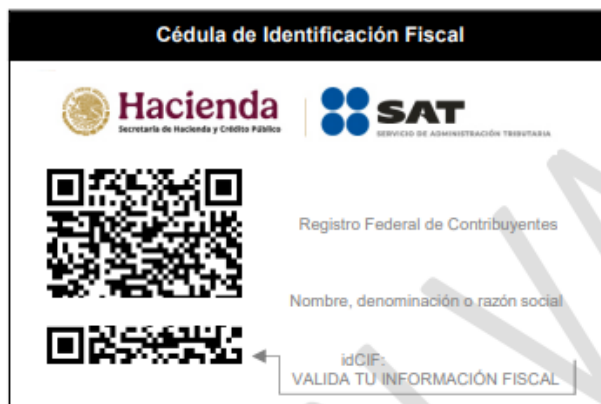 Cédula de Identificación Fiscal
Hacienda
Secretaría de Hacienda y Crédito Público
SAT
SERVICIO DE ADMINISTRACIÓN TRIBUTARIA
Registro Federal de Contribuyentes
Nombre, denominación o razón social
idCIF:
VALIDA TU INFORMACIÓN FISCAL